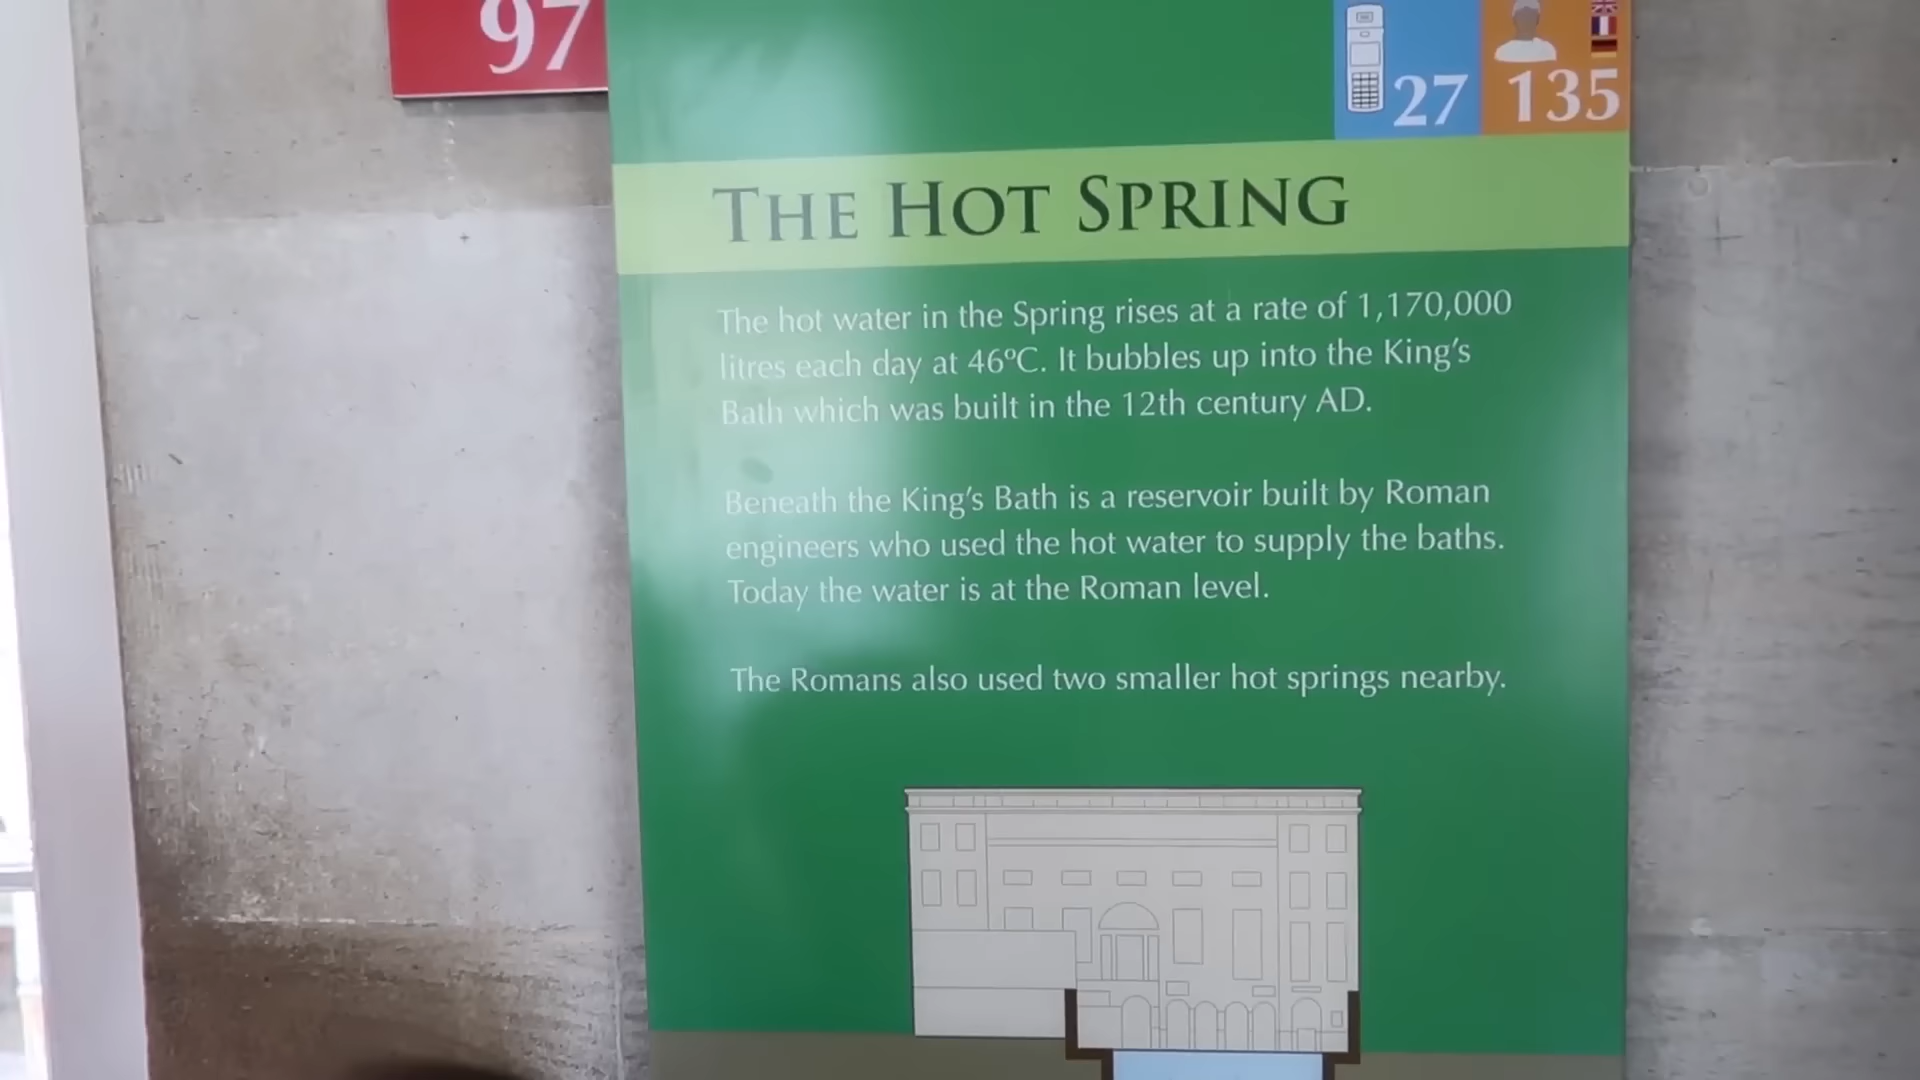 97
27
135
THE HOT SPRING
The hot water in the Spring rises at a rate of 1,170,000
litres each day at 46ºC. It bubbles up into the King's
Bath which was built in the 12th century AD.
Beneath the King's Bath is a reservoir built by Roman
engineers who used the hot water to supply the baths.
Today the water is at the Roman level.
The Romans also used two smaller hot springs nearby.